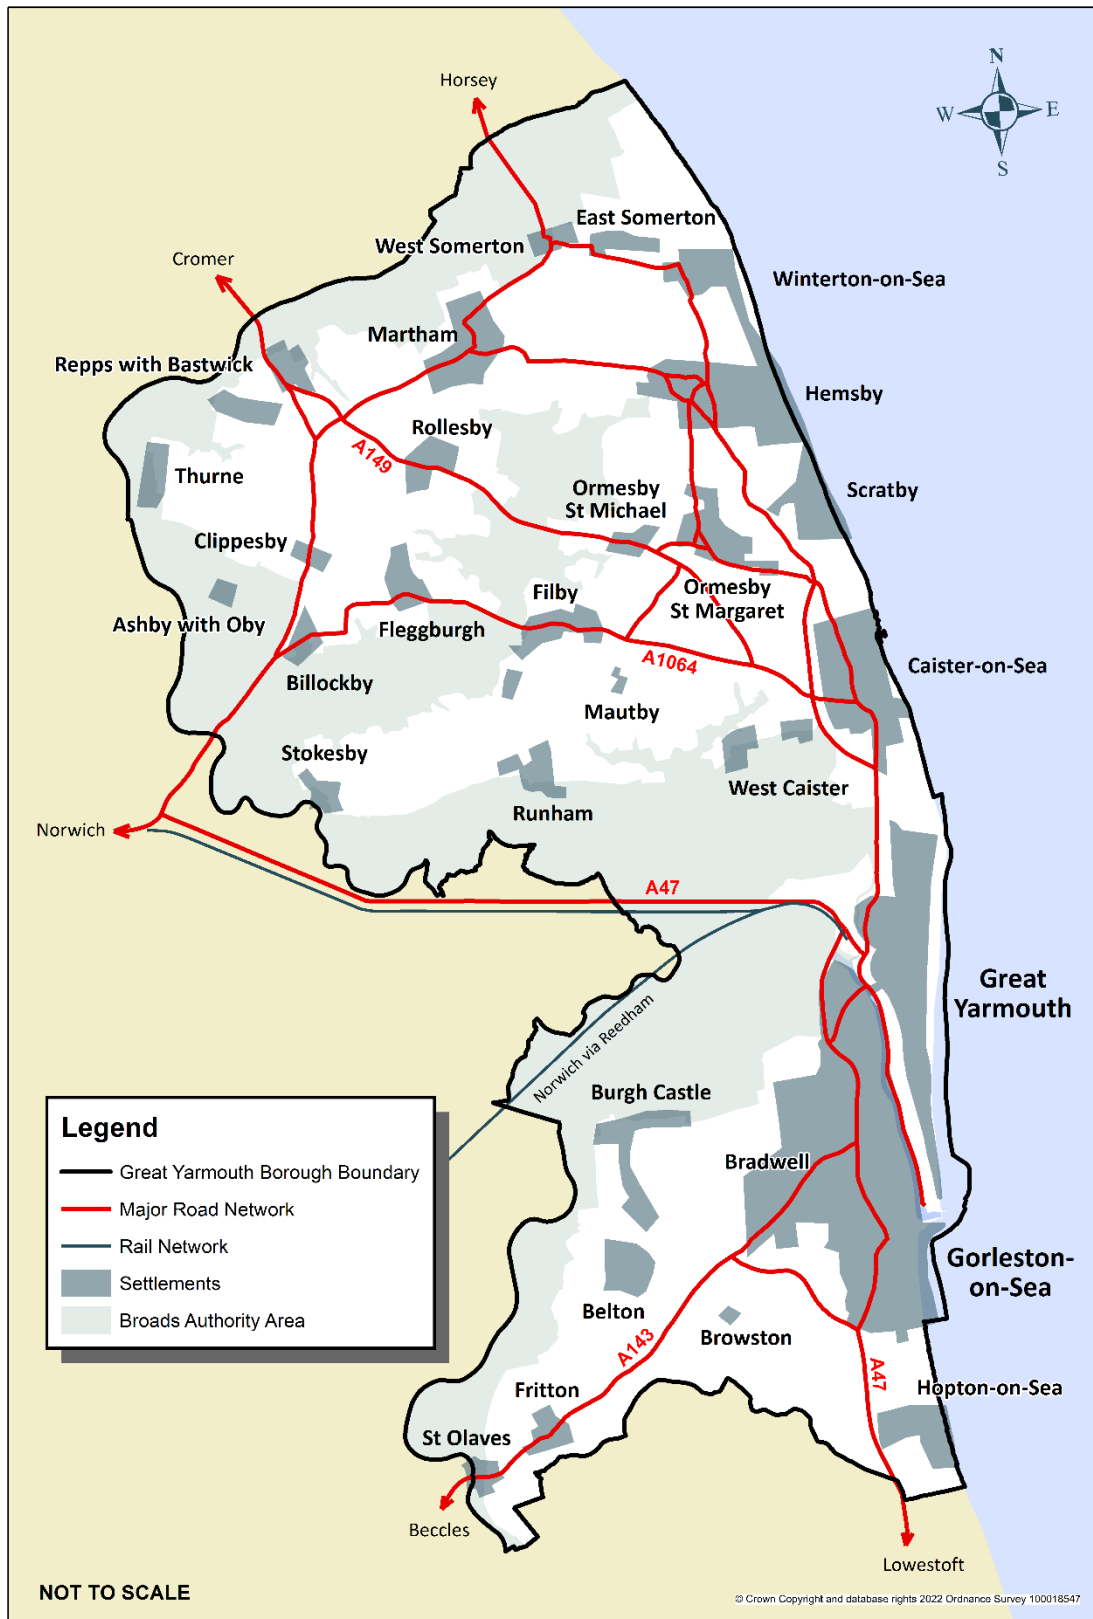 Horsey
N
W
E
S
East Somerton
West Somerton
Cromer
Winterton-on-Sea
Martham
Repps with Bastwick
Hemsby
Rollesby
A149
Thurne
Ormesby
St Michael
Scratby
Clippesby
Filby
Ormesby
St Margaret
Ashby with Oby
Fleggburgh
A1064
Caister-on-Sea
Billockby
Mautby
Stokesby
West Caister
Runham
Norwich
A47
Great
Yarmouth
Norwich via Reedham
Burgh Castle
Bradwell
Legend
Great Yarmouth Borough Boundary
Major Road Network
Rail Network
Settlements
Broads Authority Area
Gorleston-
on-Sea
Belton
Browston
A143
A47
Hopton-on-Sea
Fritton
St Olaves
Beccles
Lowestoft
NOT TO SCALE
© Crown Copyright and database rights 2022 Ordnance Survey 100018547